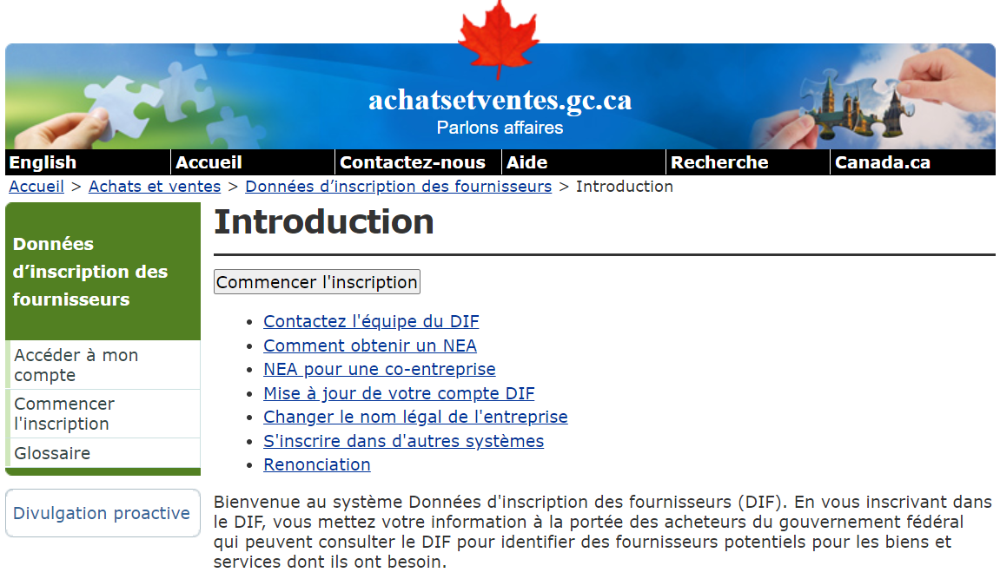 achatsetventes.gc.ca
Parlons affaires
English Accueil Contactez-nous Aide Recherche Canada.ca
Accueil > Achats et ventes > Données d’inscription des fournisseurs > Introduction
Données
d’inscription des
fournisseurs
Accéder à mon
compte
Commencer
l'inscription
Glossaire
Divulgation proactive
Introduction
Commencer l'inscription
• Contactez l'équipe du DIF
• Comment obtenir un NEA
• NEA pour une co-entreprise
• Mise à jour de votre compte DIF
• Changer le nom légal de l'entreprise
• S'inscrire dans d'autres systèmes
• Renonciation
Bienvenue au système Données d'inscription des fournisseurs (DIF). En vous inscrivant dans
le DIF, vous mettez votre information à la portée des acheteurs du gouvernement fédéral
qui peuvent consulter le DIF pour identifier des fournisseurs potentiels pour les biens et
services dont ils ont besoin.